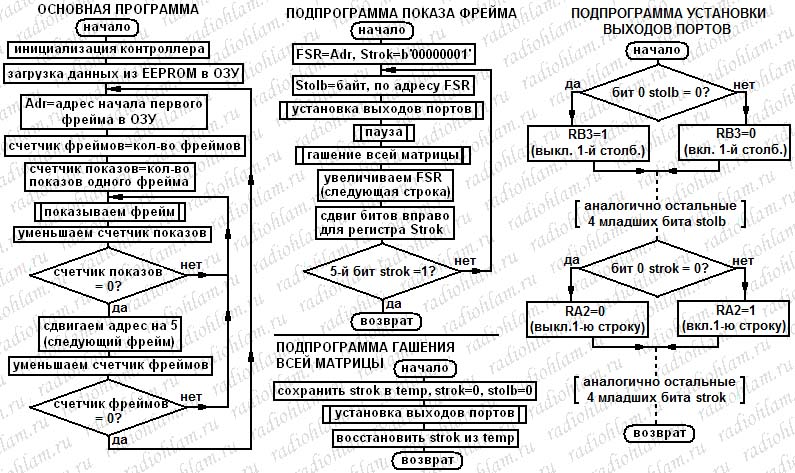 ОСНОВНАЯ ПРОГРАММА
начало
инициализация контроллера
загрузка данных из EEPROM в ОЗУ
Adr=адрес начала первого
фрейма в ОЗУ
счетчик фреймов=кол-во фреймов
счетчик показов=кол-во
показов одного фрейма
показываем фрейм
уменьшаем счетчик показов
счетчик показов
= 0?
нет
да
сдвигаем адрес на 5
(следующий фрейм)
уменьшаем счетчик фреймов
счетчик фреймов
= 0?
нет
да
ПОДПРОГРАММА ПОКАЗА ФРЕЙМА
начало
FSR=Adr, Strok=b'00000001'
Stolb=байт, по адресу FSR
установка выходов портов
пауза
гашение всей матрицы
увеличиваем FSR
(следующая строка)
сдвиг битов вправо
для регистра Strok
5-й бит strok =1?
нет
да
возврат
ПОДПРОГРАММА ГАШЕНИЯ
ВСЕЙ МАТРИЦЫ
начало
сохранить strok в temp, strok=0, stolb=0
установка выходов портов
восстановить strok из temp
возврат
ПОДПРОГРАММА УСТАНОВКИ
ВЫХОДОВ ПОРТОВ
начало
да
бит 0 stolb = 0?
нет
RB3=1
(выкл. 1-й столб.)
RB3=0
(вкл. 1-й столб.)
аналогично остальные
4 младших бита stolb
да
бит 0 strok = 0?
нет
RA2=0
(выкл.1-ю строку)
RA2=1
(вкл.1-ю строку)
аналогично остальные
4 младших бита strok
возврат
radiohlam.ru